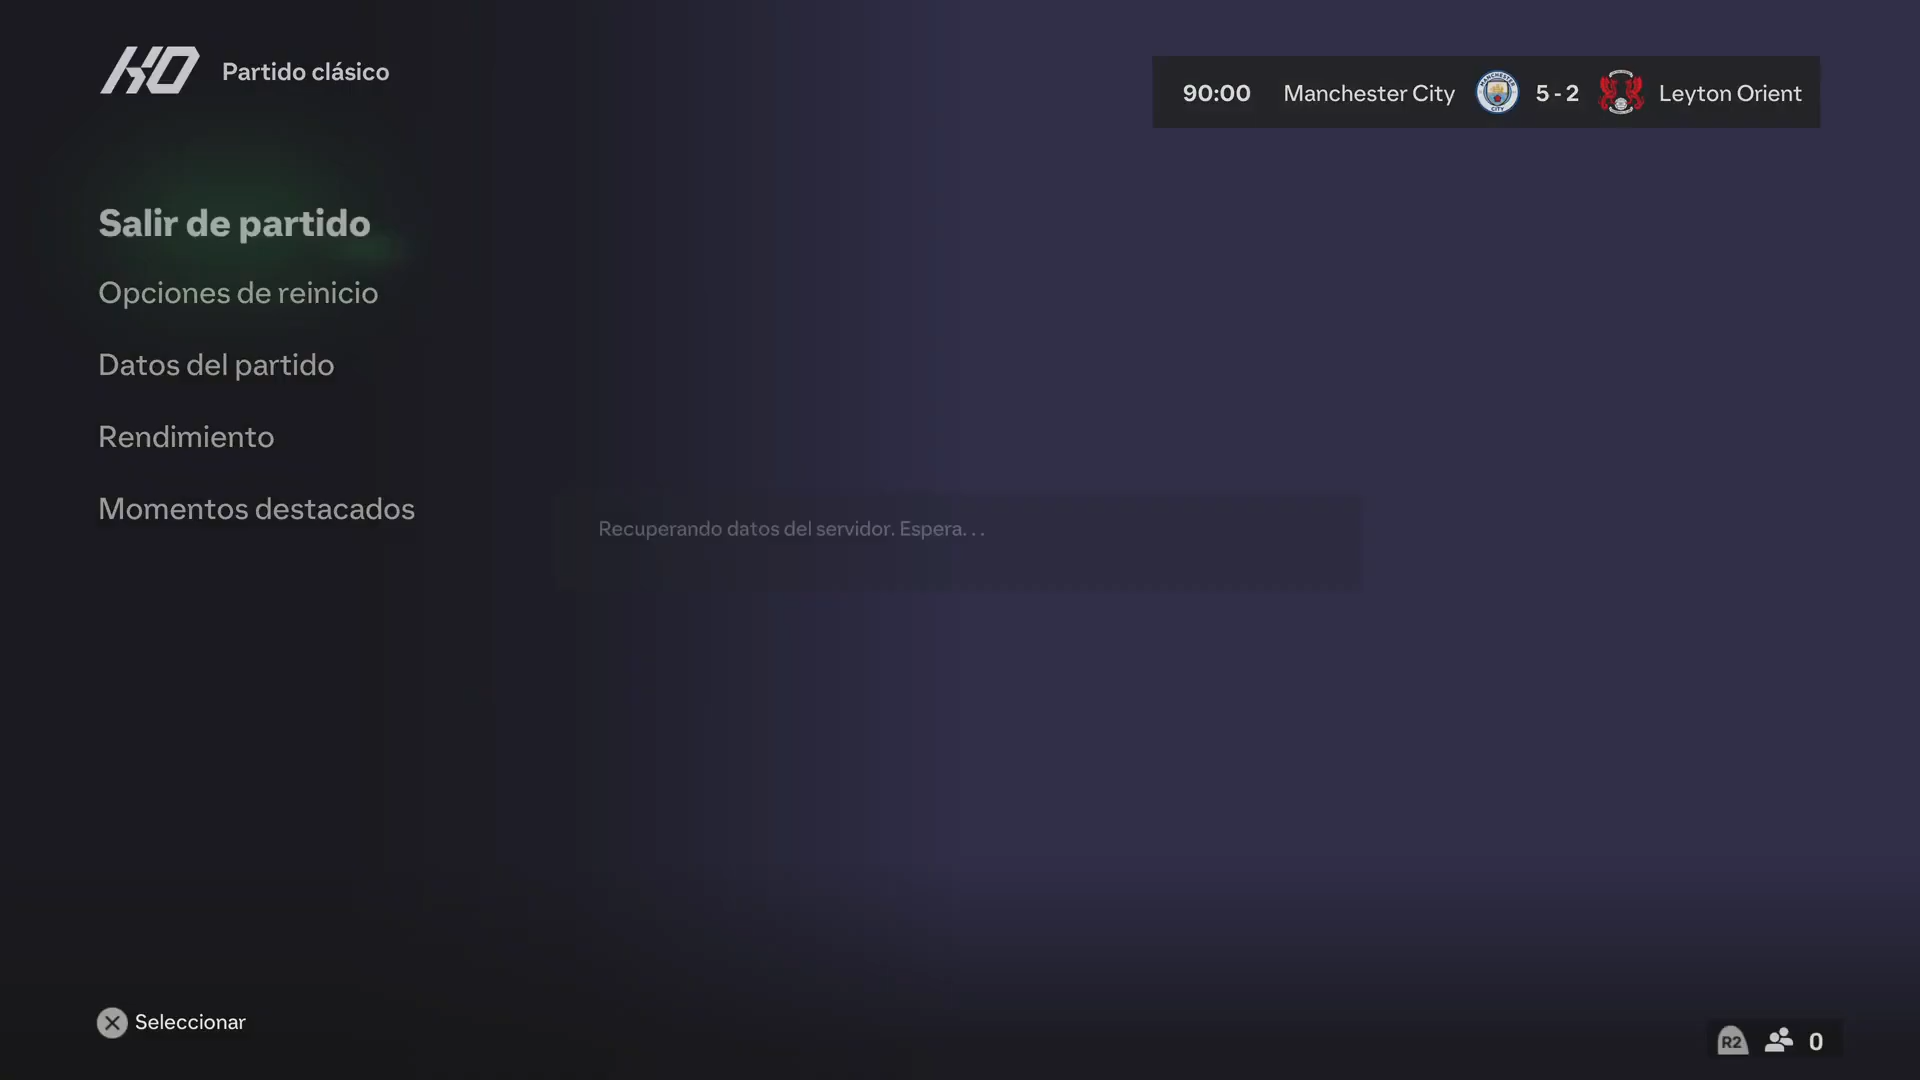 KO Partido clásico
90:00 Manchester City 5 - 2 Leyton Orient
Salir de partido
Opciones de reinicio
Datos del partido
Rendimiento
Momentos destacados
Recuperando datos del servidor. Espera. . .
Seleccionar
R2 0